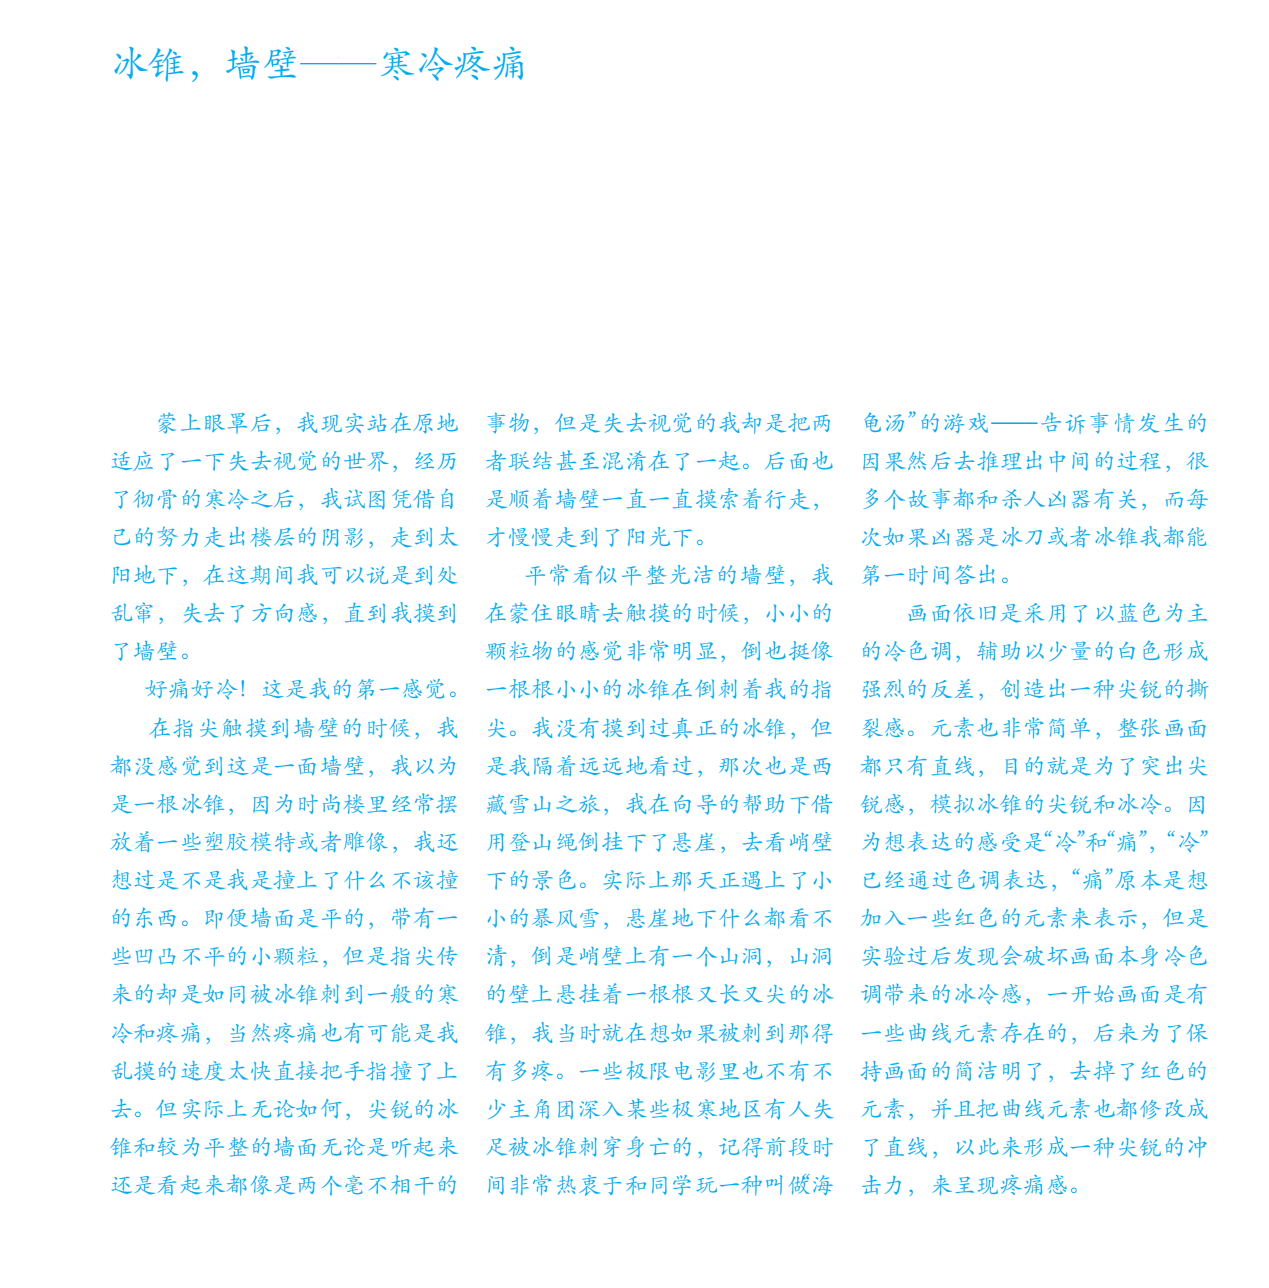 冰锥，墙壁——寒冷疼痛
蒙上眼罩后，我现实站在原地
适应了一下失去视觉的世界，经历
了彻骨的寒冷之后，我试图凭借自
己的努力走出楼层的阴影，走到太
阳地下，在这期间我可以说是到处
乱窜，失去了方向感，直到我摸到
了墙壁。
好痛好冷！这是我的第一感觉。
在指尖触摸到墙壁的时候，我
都没感觉到这是一面墙壁，我以为
是一根冰锥，因为时尚楼里经常摆
放着一些塑胶模特或者雕像，我还
想过是不是我是撞上了什么不该撞
的东西。即便墙面是平的，带有一
些凹凸不平的小颗粒，但是指尖传
来的却是如同被冰锥刺到一般的寒
冷和疼痛，当然疼痛也有可能是我
乱摸的速度太快直接把手指撞了上
去。但实际上无论如何，尖锐的冰
锥和较为平整的墙面无论是听起来
还是看起来都像是两个毫不相干的
事物，但是失去视觉的我却是把两
者联结甚至混淆在了一起。后面也
是顺着墙壁一直一直摸索着行走，
才慢慢走到了阳光下。
平常看似平整光洁的墙壁，我
在蒙住眼睛去触摸的时候，小小的
颗粒物的感觉非常明显，倒也挺像
一根根小小的冰锥在倒刺着我的指
尖。我没有摸到过真正的冰锥，但
是我隔着远远地看过，那次也是西
藏雪山之旅，我在向导的帮助下借
用登山绳倒挂下了悬崖，去看峭壁
下的景色。实际上那天正遇上了小
小的暴风雪，悬崖地下什么都看不
清，倒是峭壁上有一个山洞，山洞
的壁上悬挂着一根根又长又尖的冰
锥，我当时就在想如果被刺到那得
有多疼。一些极限电影里也不有不
少主角团深入某些极寒地区有人失
足被冰锥刺穿身亡的，记得前段时
间非常热衷于和同学玩一种叫做“海
龟汤”的游戏——告诉事情发生的
因果然后去推理出中间的过程，很
多个故事都和杀人凶器有关，而每
次如果凶器是冰刀或者冰锥我都能
第一时间答出。
画面依旧是采用了以蓝色为主
的冷色调，辅助以少量的白色形成
强烈的反差，创造出一种尖锐的撕
裂感。元素也非常简单，整张画面
都只有直线，目的就是为了突出尖
锐感，模拟冰锥的尖锐和冰冷。因
为想表达的感受是“冷”和“痛”，“冷”
已经通过色调表达，“痛”原本是想
加入一些红色的元素来表示，但是
实验过后发现会破坏画面本身冷色
调带来的冰冷感，一开始画面是有
一些曲线元素存在的，后来为了保
持画面的简洁明了，去掉了红色的
元素，并且把曲线元素也都修改成
了直线，以此来形成一种尖锐的冲
击力，来呈现疼痛感。